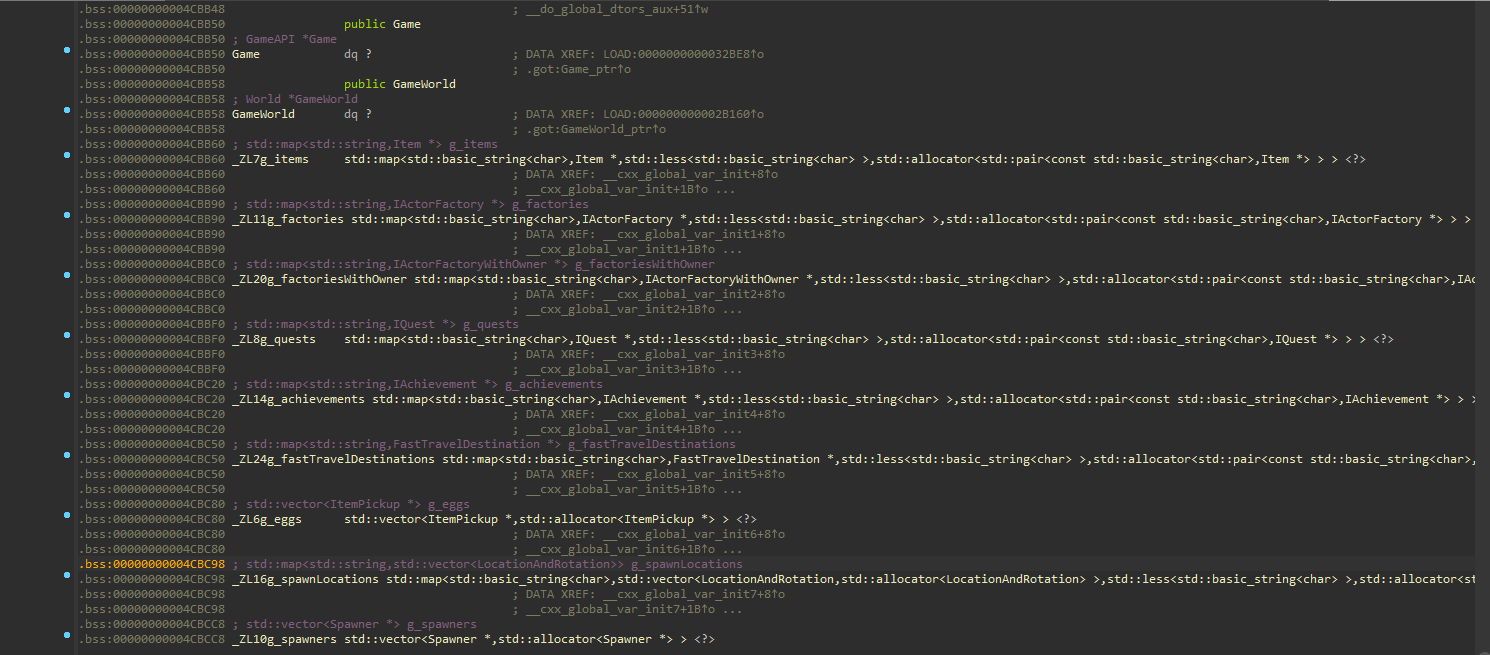 .bss:00000000004CBB48 ; __do_global_dtors_aux+51↑w
.bss:00000000004CBB50 public Game
.bss:00000000004CBB50 ; GameAPI *Game
.bss:00000000004CBB50 Game dq ? ; DATA XREF: LOAD:0000000000032BE8↑o
.bss:00000000004CBB50 ; .got:Game_ptr↑o
.bss:00000000004CBB58 public GameWorld
.bss:00000000004CBB58 ; World *GameWorld
.bss:00000000004CBB58 GameWorld dq ? ; DATA XREF: LOAD:000000000002B160↑o
.bss:00000000004CBB58 ; .got:GameWorld_ptr↑o
.bss:00000000004CBB60 ; std::map<std::string,Item *> g_items
.bss:00000000004CBB60 _ZL7g_items std::map<std::basic_string<char>,Item *,std::less<std::basic_string<char> >,std::allocator<std::pair<const std::basic_string<char>,Item *> > > <?>
.bss:00000000004CBB60 ; DATA XREF: __cxx_global_var_init+8↑o
.bss:00000000004CBB60 ; __cxx_global_var_init+1B↑o ...
.bss:00000000004CBB90 ; std::map<std::string,IActorFactory *> g_factories
.bss:00000000004CBB90 _ZL11g_factories std::map<std::basic_string<char>,IActorFactory *,std::less<std::basic_string<char> >,std::allocator<std::pair<const std::basic_string<char>,IActorFactory *> > >
.bss:00000000004CBB90 ; DATA XREF: __cxx_global_var_init1+8↑o
.bss:00000000004CBB90 ; __cxx_global_var_init1+1B↑o ...
.bss:00000000004CBBC0 ; std::map<std::string,IActorFactoryWithOwner *> g_factoriesWithOwner
.bss:00000000004CBBC0 _ZL20g_factoriesWithOwner std::map<std::basic_string<char>,IActorFactoryWithOwner *,std::less<std::basic_string<char> >,std::allocator<std::pair<const std::basic_string<char>,IAc
.bss:00000000004CBBC0 ; DATA XREF: __cxx_global_var_init2+8↑o
.bss:00000000004CBBC0 ; __cxx_global_var_init2+1B↑o ...
.bss:00000000004CBBF0 ; std::map<std::string,IQuest *> g_quests
.bss:00000000004CBBF0 _ZL8g_quests std::map<std::basic_string<char>,IQuest *,std::less<std::basic_string<char> >,std::allocator<std::pair<const std::basic_string<char>,IQuest *> > > <?>
.bss:00000000004CBBF0 ; DATA XREF: __cxx_global_var_init3+8↑o
.bss:00000000004CBBF0 ; __cxx_global_var_init3+1B↑o ...
.bss:00000000004CBC20 ; std::map<std::string,IAchievement *> g_achievements
.bss:00000000004CBC20 _ZL14g_achievements std::map<std::basic_string<char>,IAchievement *,std::less<std::basic_string<char> >,std::allocator<std::pair<const std::basic_string<char>,IAchievement *> > >
.bss:00000000004CBC20 ; DATA XREF: __cxx_global_var_init4+8↑o
.bss:00000000004CBC20 ; __cxx_global_var_init4+1B↑o ...
.bss:00000000004CBC50 ; std::map<std::string,FastTravelDestination *> g_fastTravelDestinations
.bss:00000000004CBC50 _ZL24g_fastTravelDestinations std::map<std::basic_string<char>,FastTravelDestination *,std::less<std::basic_string<char> >,std::allocator<std::pair<const std::basic_string<char>,
.bss:00000000004CBC50 ; DATA XREF: __cxx_global_var_init5+8↑o
.bss:00000000004CBC50 ; __cxx_global_var_init5+1B↑o ...
.bss:00000000004CBC80 ; std::vector<ItemPickup *> g_eggs
.bss:00000000004CBC80 _ZL6g_eggs std::vector<ItemPickup *,std::allocator<ItemPickup *> > <?>
.bss:00000000004CBC80 ; DATA XREF: __cxx_global_var_init6+8↑o
.bss:00000000004CBC80 ; __cxx_global_var_init6+1B↑o ...
.bss:00000000004CBC98 ; std::map<std::string,std::vector<LocationAndRotation>> g_spawnLocations
.bss:00000000004CBC98 _ZL16g_spawnLocations std::map<std::basic_string<char>,std::vector<LocationAndRotation,std::allocator<LocationAndRotation> >,std::less<std::basic_string<char> >,std::allocator<st
.bss:00000000004CBC98 ; DATA XREF: __cxx_global_var_init7+8↑o
.bss:00000000004CBC98 ; __cxx_global_var_init7+1B↑o ...
.bss:00000000004CBCC8 ; std::vector<Spawner *> g_spawners
.bss:00000000004CBCC8 _ZL10g_spawners std::vector<Spawner *,std::allocator<Spawner *> > <?>